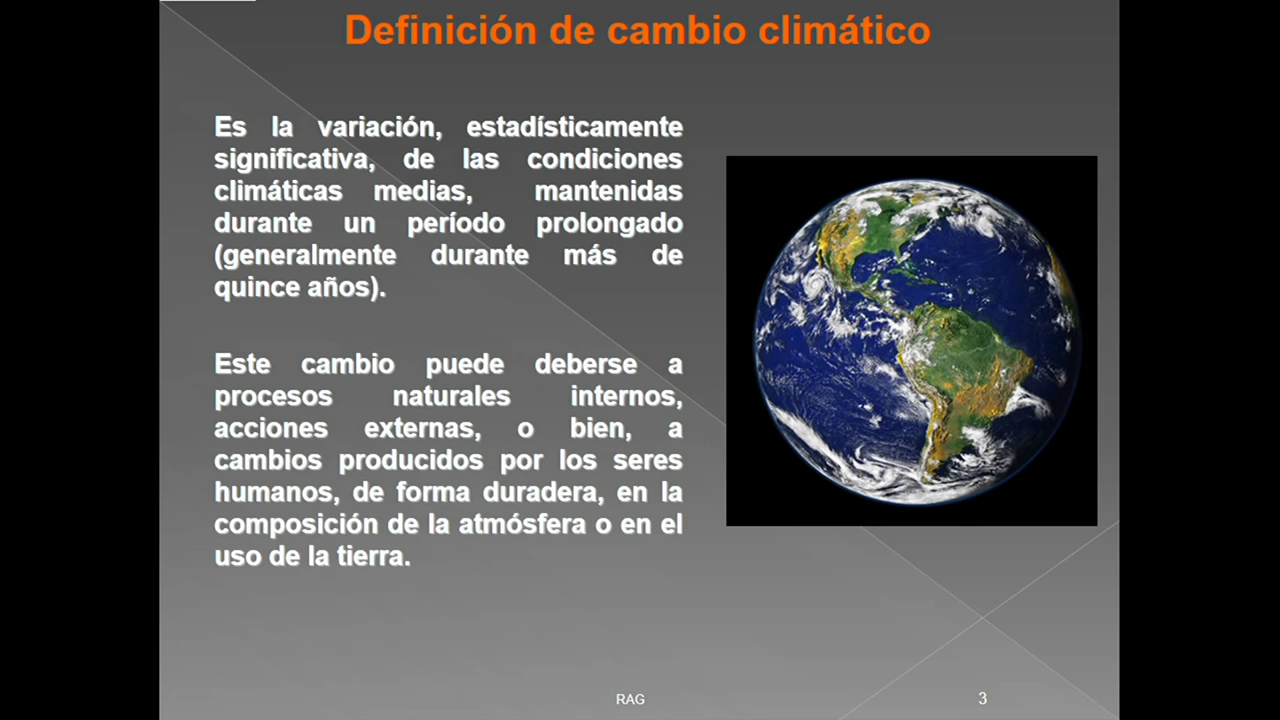 Definición de cambio climático
Es la variación, estadísticamente
significativa, de las condiciones
climáticas medias, mantenidas
durante un período prolongado
(generalmente durante más de
quince años).
Este cambio puede deberse a
procesos naturales internos,
acciones externas, o bien, a
cambios producidos por los seres
humanos, de forma duradera, en la
composición de la atmósfera o en el
uso de la tierra.
RAG
3